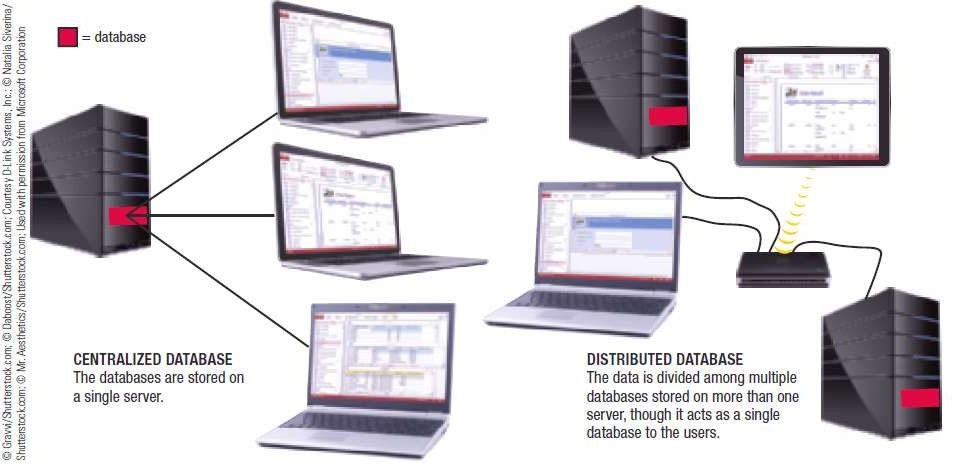 © Gravvi/Shutterstock.com; © Daboost/Shutterstock.com; Courtesy D-Link Systems, Inc.; © Natalia Siverina/
Shutterstock.com; © Mr. Aesthetics/Shutterstock.com; Used with permission from Microsoft Corporation
= database
CENTRALIZED DATABASE
The databases are stored on
a single server.
DISTRIBUTED DATABASE
The data is divided among multiple
databases stored on more than one
server, though it acts as a single
database to the users.